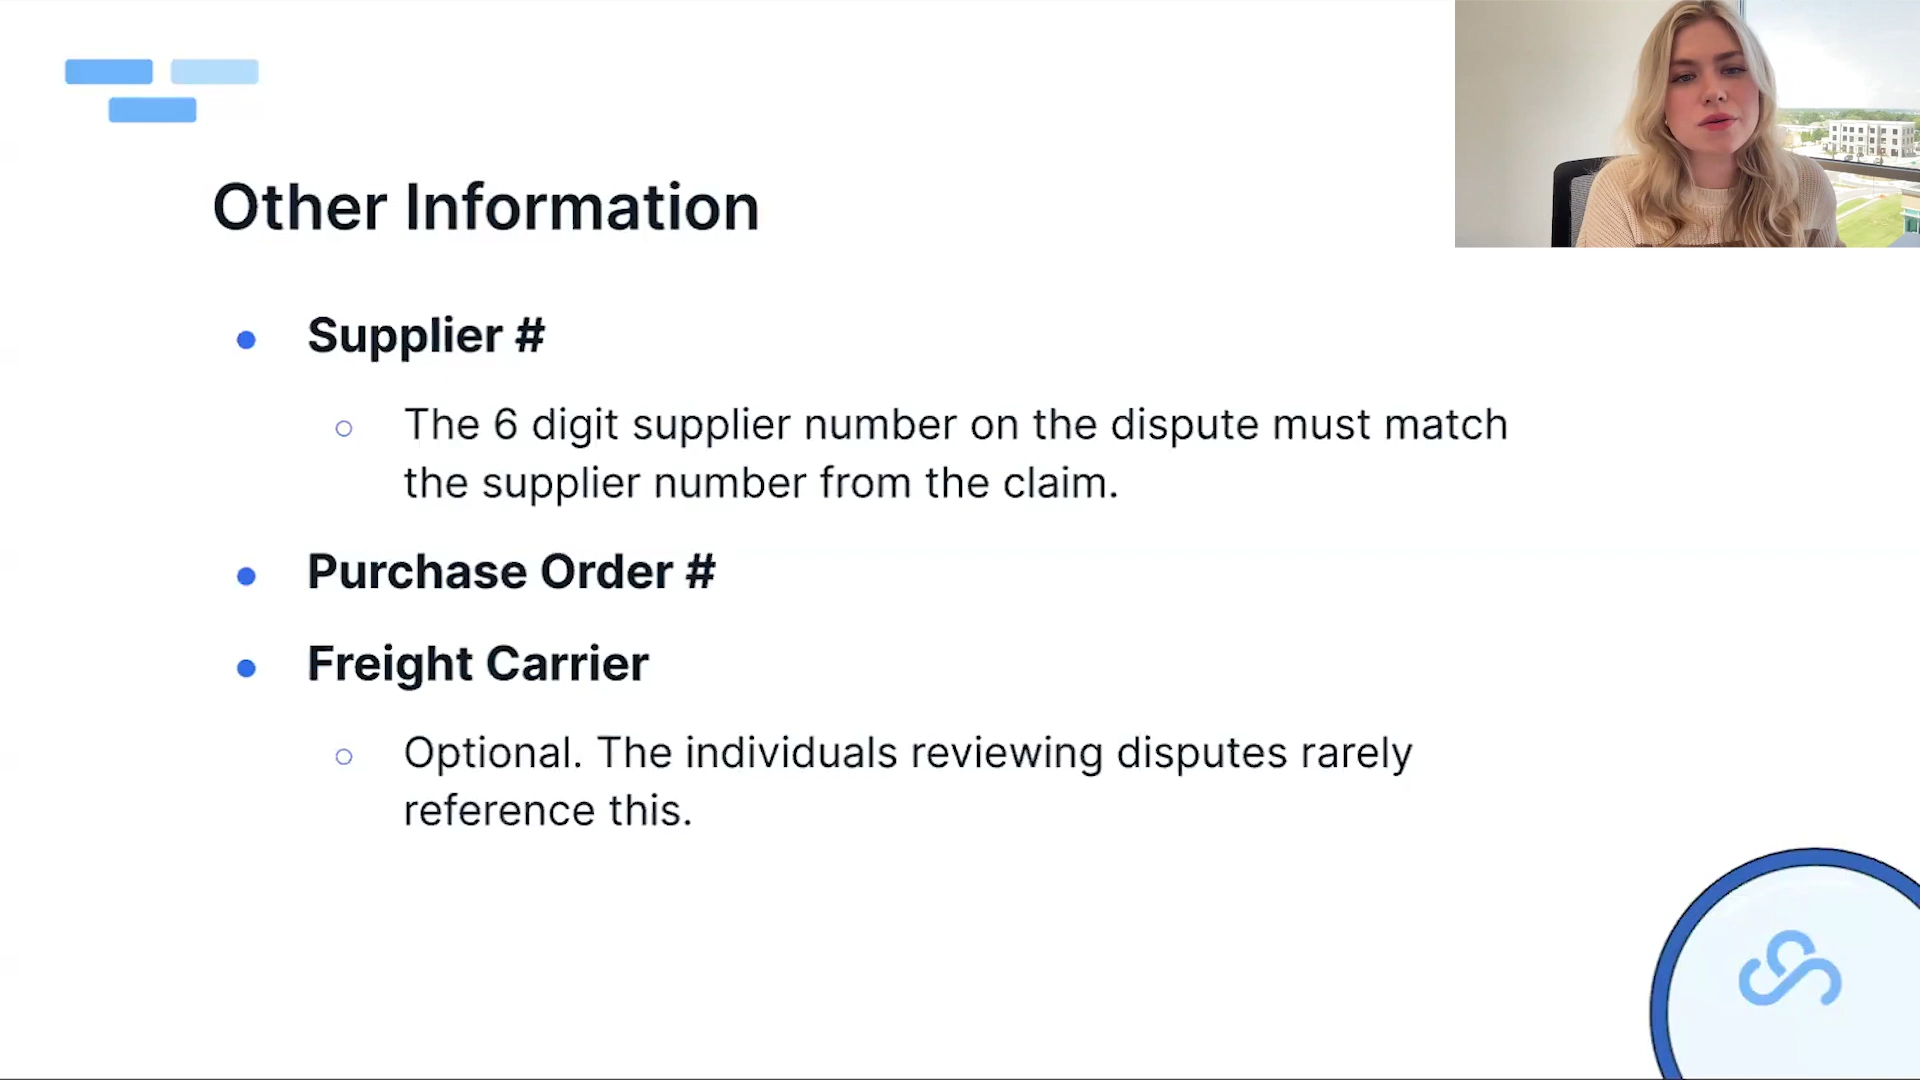 Other Information
Supplier #
The 6 digit supplier number on the dispute must match
the supplier number from the claim.
Purchase Order #
Freight Carrier
Optional. The individuals reviewing disputes rarely
reference this.